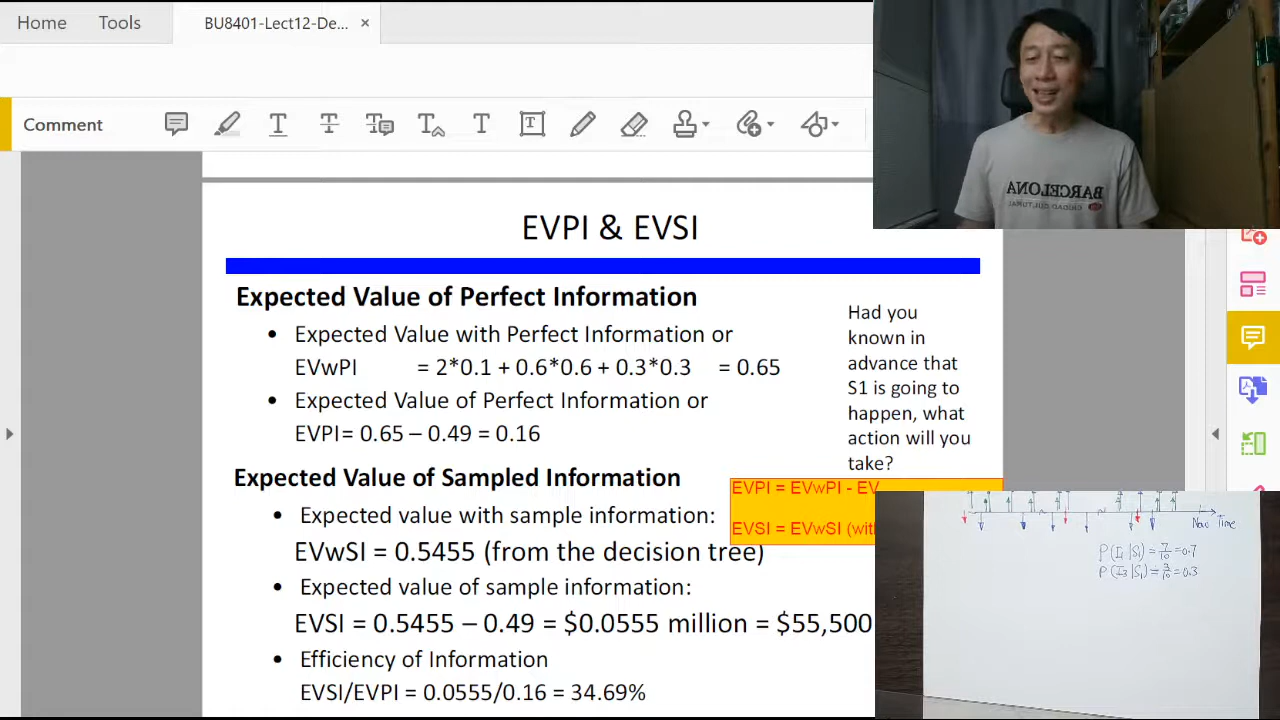 Home
Tools
BU8401-Lect12-De...
×
Comment
EVPI & EVSI
Expected Value of Perfect Information
• Expected Value with Perfect Information or
EVwPI = 2*0.1 + 0.6*0.6 + 0.3*0.3 = 0.65
• Expected Value of Perfect Information or
EVPI= 0.65 – 0.49 = 0.16
Had you
known in
advance that
S1 is going to
happen, what
action will you
take?
Expected Value of Sampled Information
• Expected value with sample information:
EVwSI = 0.5455 (from the decision tree)
• Expected value of sample information:
EVSI = 0.5455 – 0.49 = $0.0555 million = $55,500
• Efficiency of Information
EVSI/EVPI = 0.0555/0.16 = 34.69%
EVPI = EVwPI - EV
EVSI = EVwSI (wit
BARCELONA
Now Time
P(I₁|S₁) = 7/10 = 0.7
P(I₃|S₁) = 3/10 = 0.3